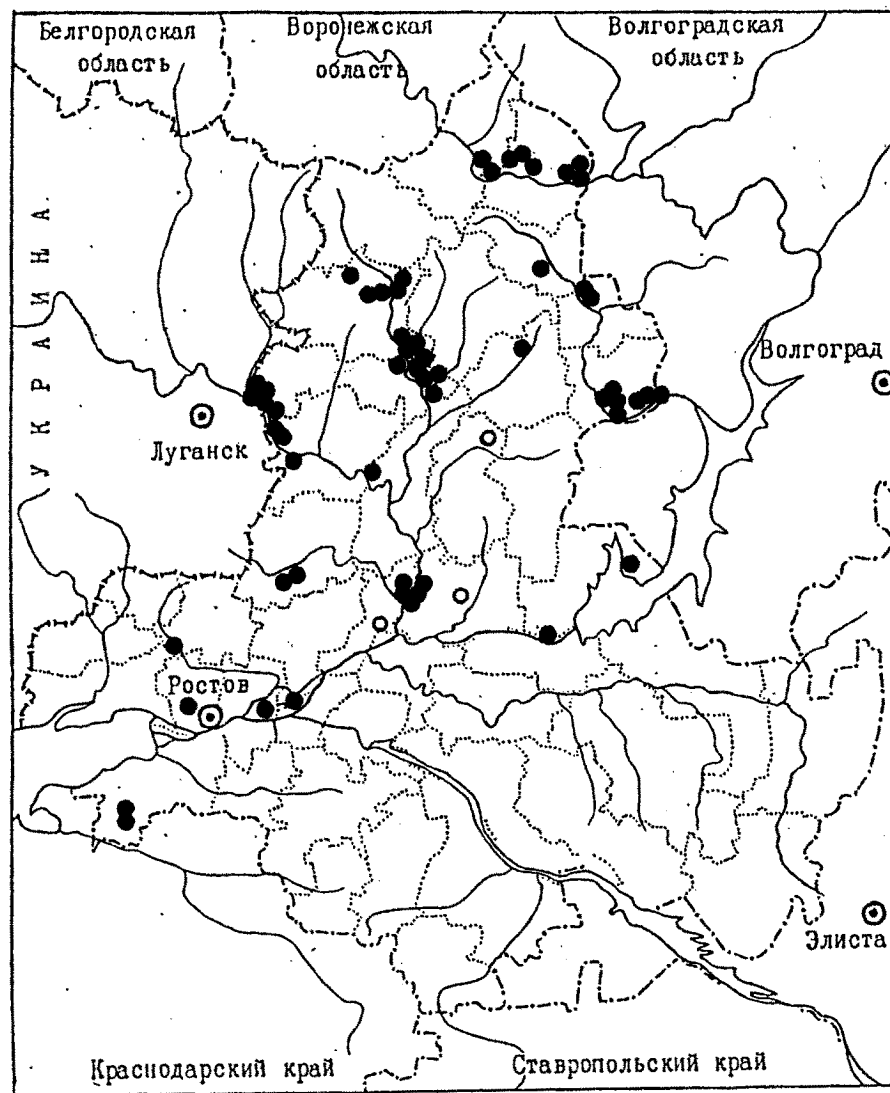 Белгородская
область
Воронежская
область
Волгоградская
область
УКРАИНА
Волгоград
Луганск
Ростов
Элиста
Краснодарский край
Ставропольский край